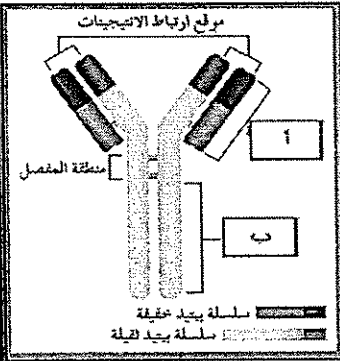 موقع ارتباط الانتيجينات
أ
منطقة المفصل
ب
سلسلة ببتيد خفيفة
سلسلة ببتيد ثقيلة